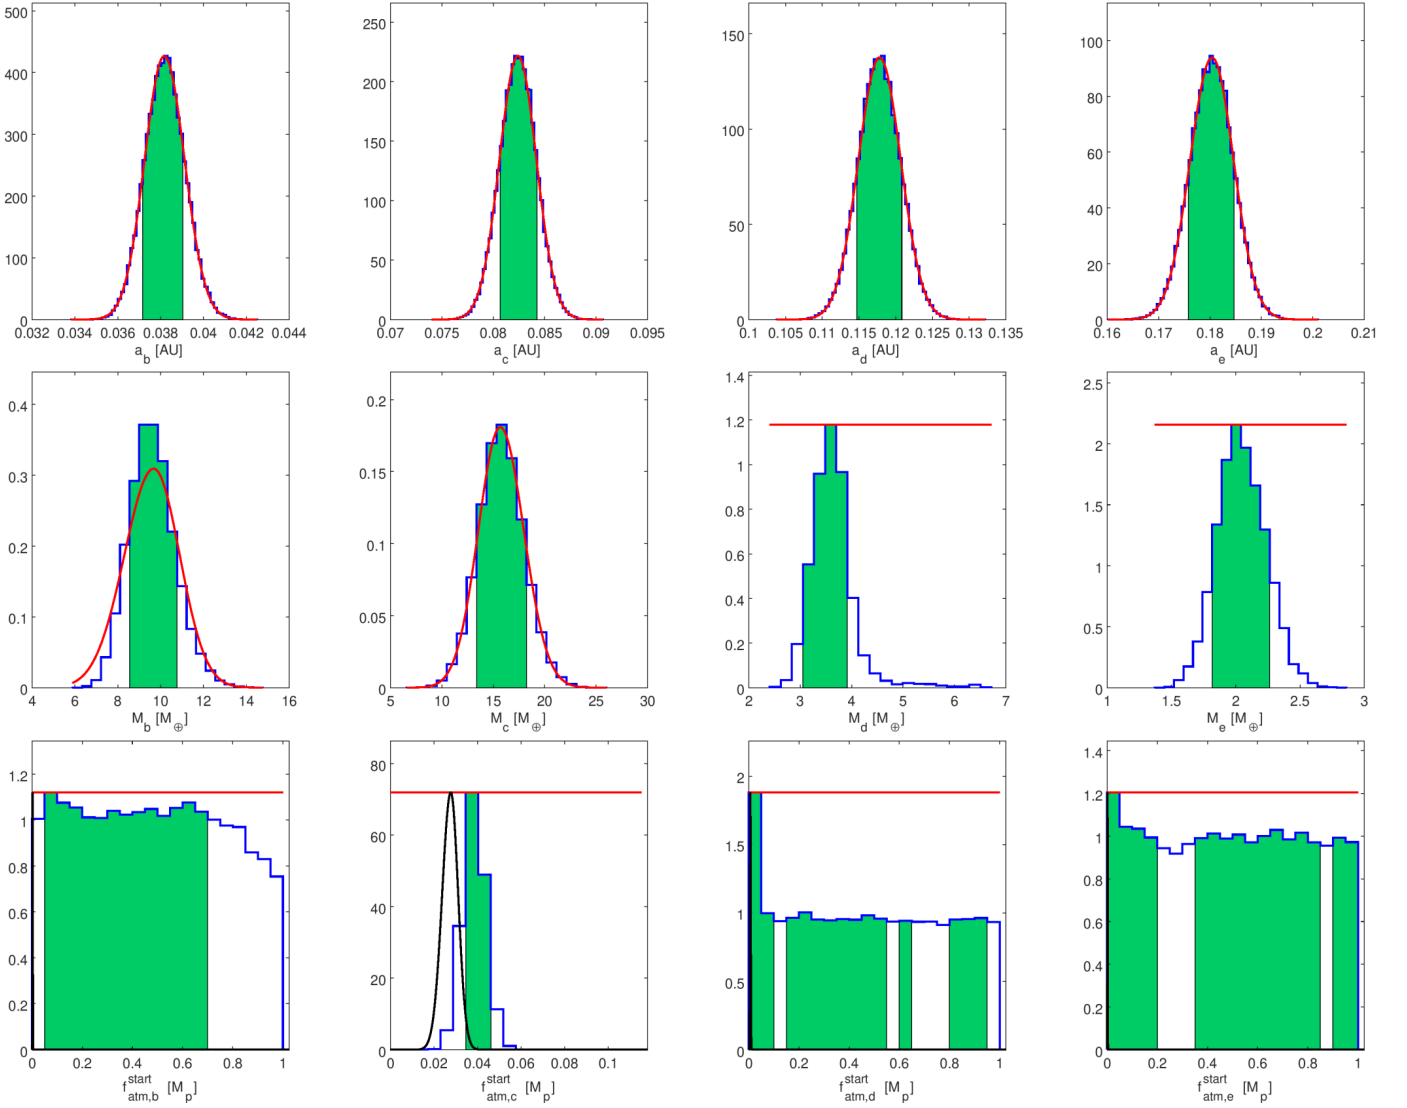 500
400
300
200
100
0
0.032 0.034 0.036 0.038 0.04 0.042 0.044
a_b [AU]
250
200
150
100
50
0
0.07 0.075 0.08 0.085 0.09 0.095
a_c [AU]
150
100
50
0
0.1 0.105 0.11 0.115 0.12 0.125 0.13 0.135
a_d [AU]
100
80
60
40
20
0
0.16 0.17 0.18 0.19 0.2 0.21
a_e [AU]
0.4
0.3
0.2
0.1
0
4 6 8 10 12 14 16
M_b [M_⊕]
0.2
0.15
0.1
0.05
0
5 10 15 20 25 30
M_c [M_⊕]
1.4
1.2
1
0.8
0.6
0.4
0.2
0
2 3 4 5 6 7
M_d [M_⊕]
2.5
2
1.5
1
0.5
0
1 1.5 2 2.5 3
M_e [M_⊕]
1.2
1
0.8
0.6
0.4
0.2
0
0 0.2 0.4 0.6 0.8 1
f_atm,b^start [M_p]
80
60
40
20
0
0 0.02 0.04 0.06 0.08 0.1
f_atm,c^start [M_p]
2
1.5
1
0.5
0
0 0.2 0.4 0.6 0.8 1
f_atm,d^start [M_p]
1.4
1.2
1
0.8
0.6
0.4
0.2
0
0 0.2 0.4 0.6 0.8 1
f_atm,e^start [M_p]